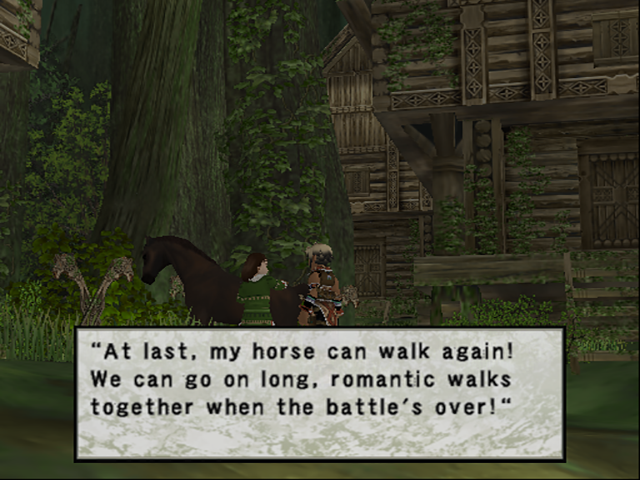 “At last, my horse can walk again!
We can go on long, romantic walks
together when the battle's over!“